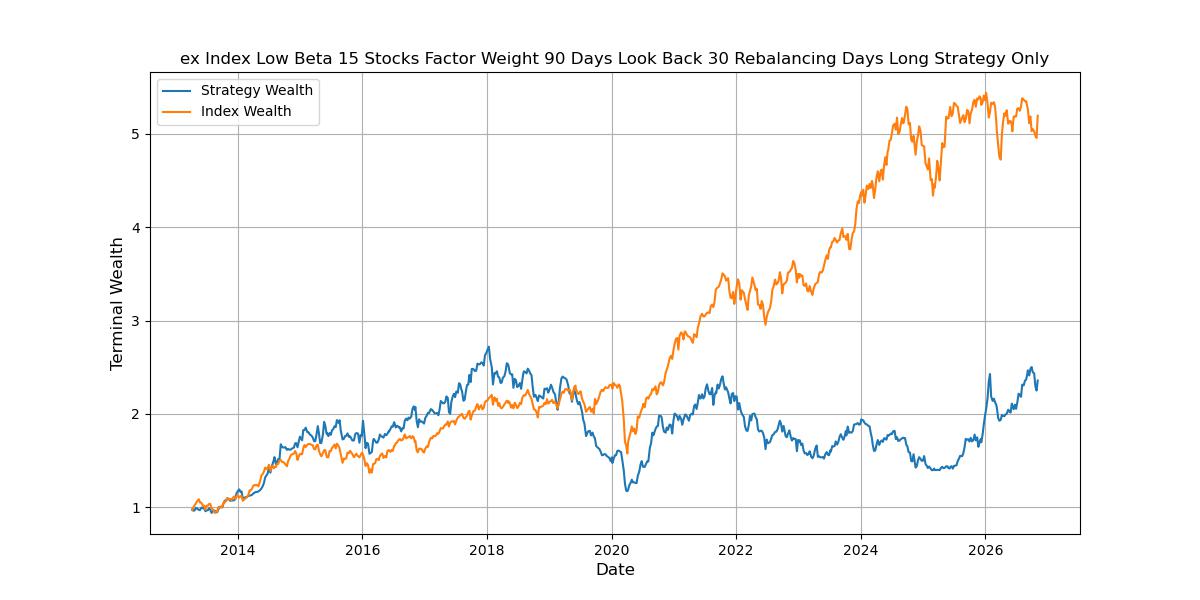 ex Index Low Beta 15 Stocks Factor Weight 90 Days Look Back 30 Rebalancing Days Long Strategy Only
Strategy Wealth
Index Wealth
Terminal Wealth
5
4
3
2
1
2014 2016 2018 2020 2022 2024 2026
Date